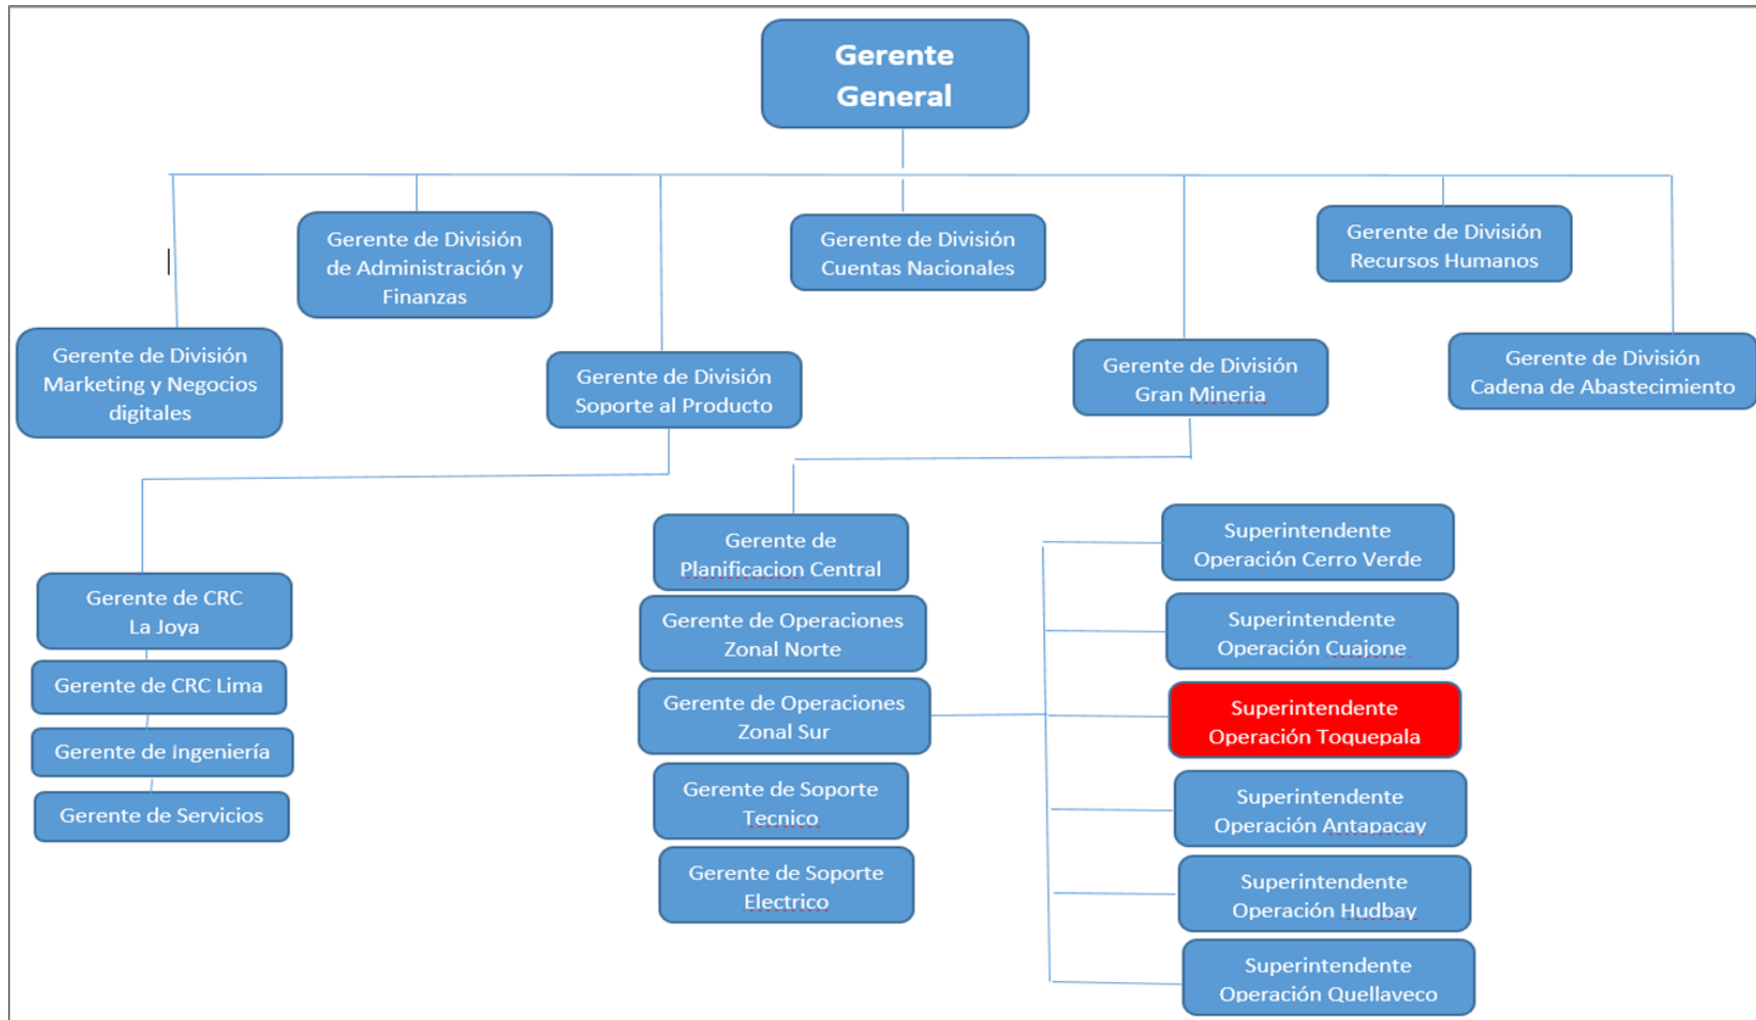 Gerente
General
Gerente de División
de Administración y
Finanzas
Gerente de División
Cuentas Nacionales
Gerente de División
Recursos Humanos
Gerente de División
Marketing y Negocios
digitales
Gerente de División
Soporte al Producto
Gerente de División
Gran Mineria
Gerente de División
Cadena de Abastecimiento
Gerente de CRC
La Joya
Gerente de CRC Lima
Gerente de Ingeniería
Gerente de Servicios
Gerente de
Planificacion Central
Gerente de Operaciones
Zonal Norte
Gerente de Operaciones
Zonal Sur
Gerente de Soporte
Tecnico
Gerente de Soporte
Electrico
Superintendente
Operación Cerro Verde
Superintendente
Operación Cuajone
Superintendente
Operación Toquepala
Superintendente
Operación Antapacay
Superintendente
Operación Hudbay
Superintendente
Operación Quellaveco